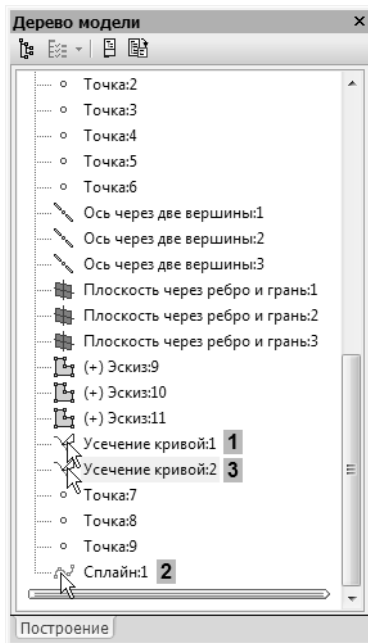 Дерево модели
Точка:2
Точка:3
Точка:4
Точка:5
Точка:6
Ось через две вершины:1
Ось через две вершины:2
Ось через две вершины:3
Плоскость через ребро и грань:1
Плоскость через ребро и грань:2
Плоскость через ребро и грань:3
(+) Эскиз:9
(+) Эскиз:10
(+) Эскиз:11
Усечение кривой:1 1
Усечение кривой:2 3
Точка:7
Точка:8
Точка:9
Сплайн:1 2
Построение